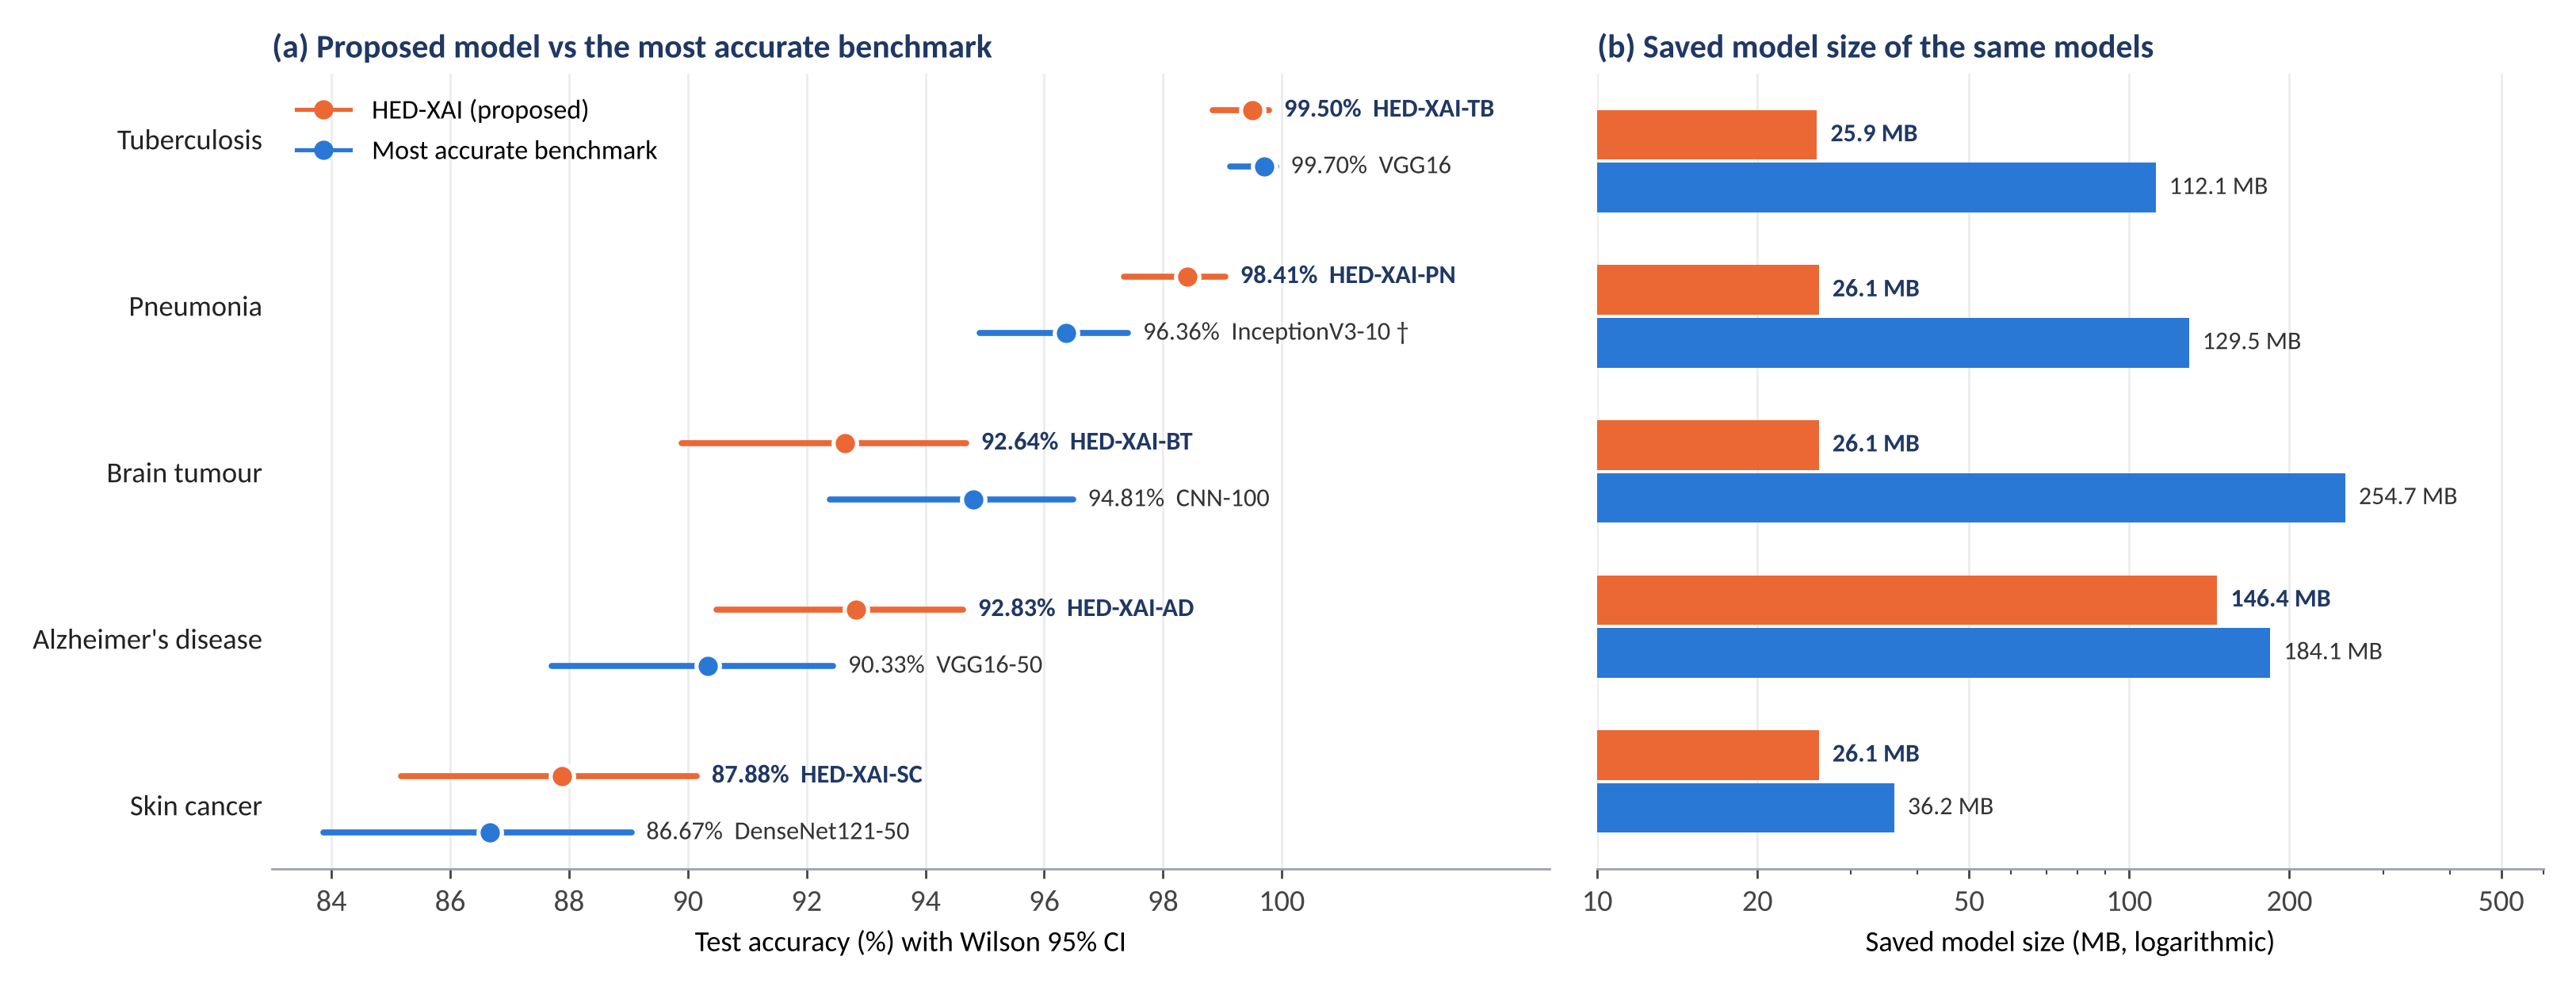 (a) Proposed model vs the most accurate benchmark
HED-XAI (proposed)
Most accurate benchmark
Tuberculosis
99.50% HED-XAI-TB
99.70% VGG16
Pneumonia
98.41% HED-XAI-PN
96.36% InceptionV3-10 †
Brain tumour
92.64% HED-XAI-BT
94.81% CNN-100
Alzheimer's disease
92.83% HED-XAI-AD
90.33% VGG16-50
Skin cancer
87.88% HED-XAI-SC
86.67% DenseNet121-50
84 86 88 90 92 94 96 98 100
Test accuracy (%) with Wilson 95% CI
(b) Saved model size of the same models
25.9 MB
112.1 MB
26.1 MB
129.5 MB
26.1 MB
254.7 MB
146.4 MB
184.1 MB
26.1 MB
36.2 MB
10 20 50 100 200 500
Saved model size (MB, logarithmic)